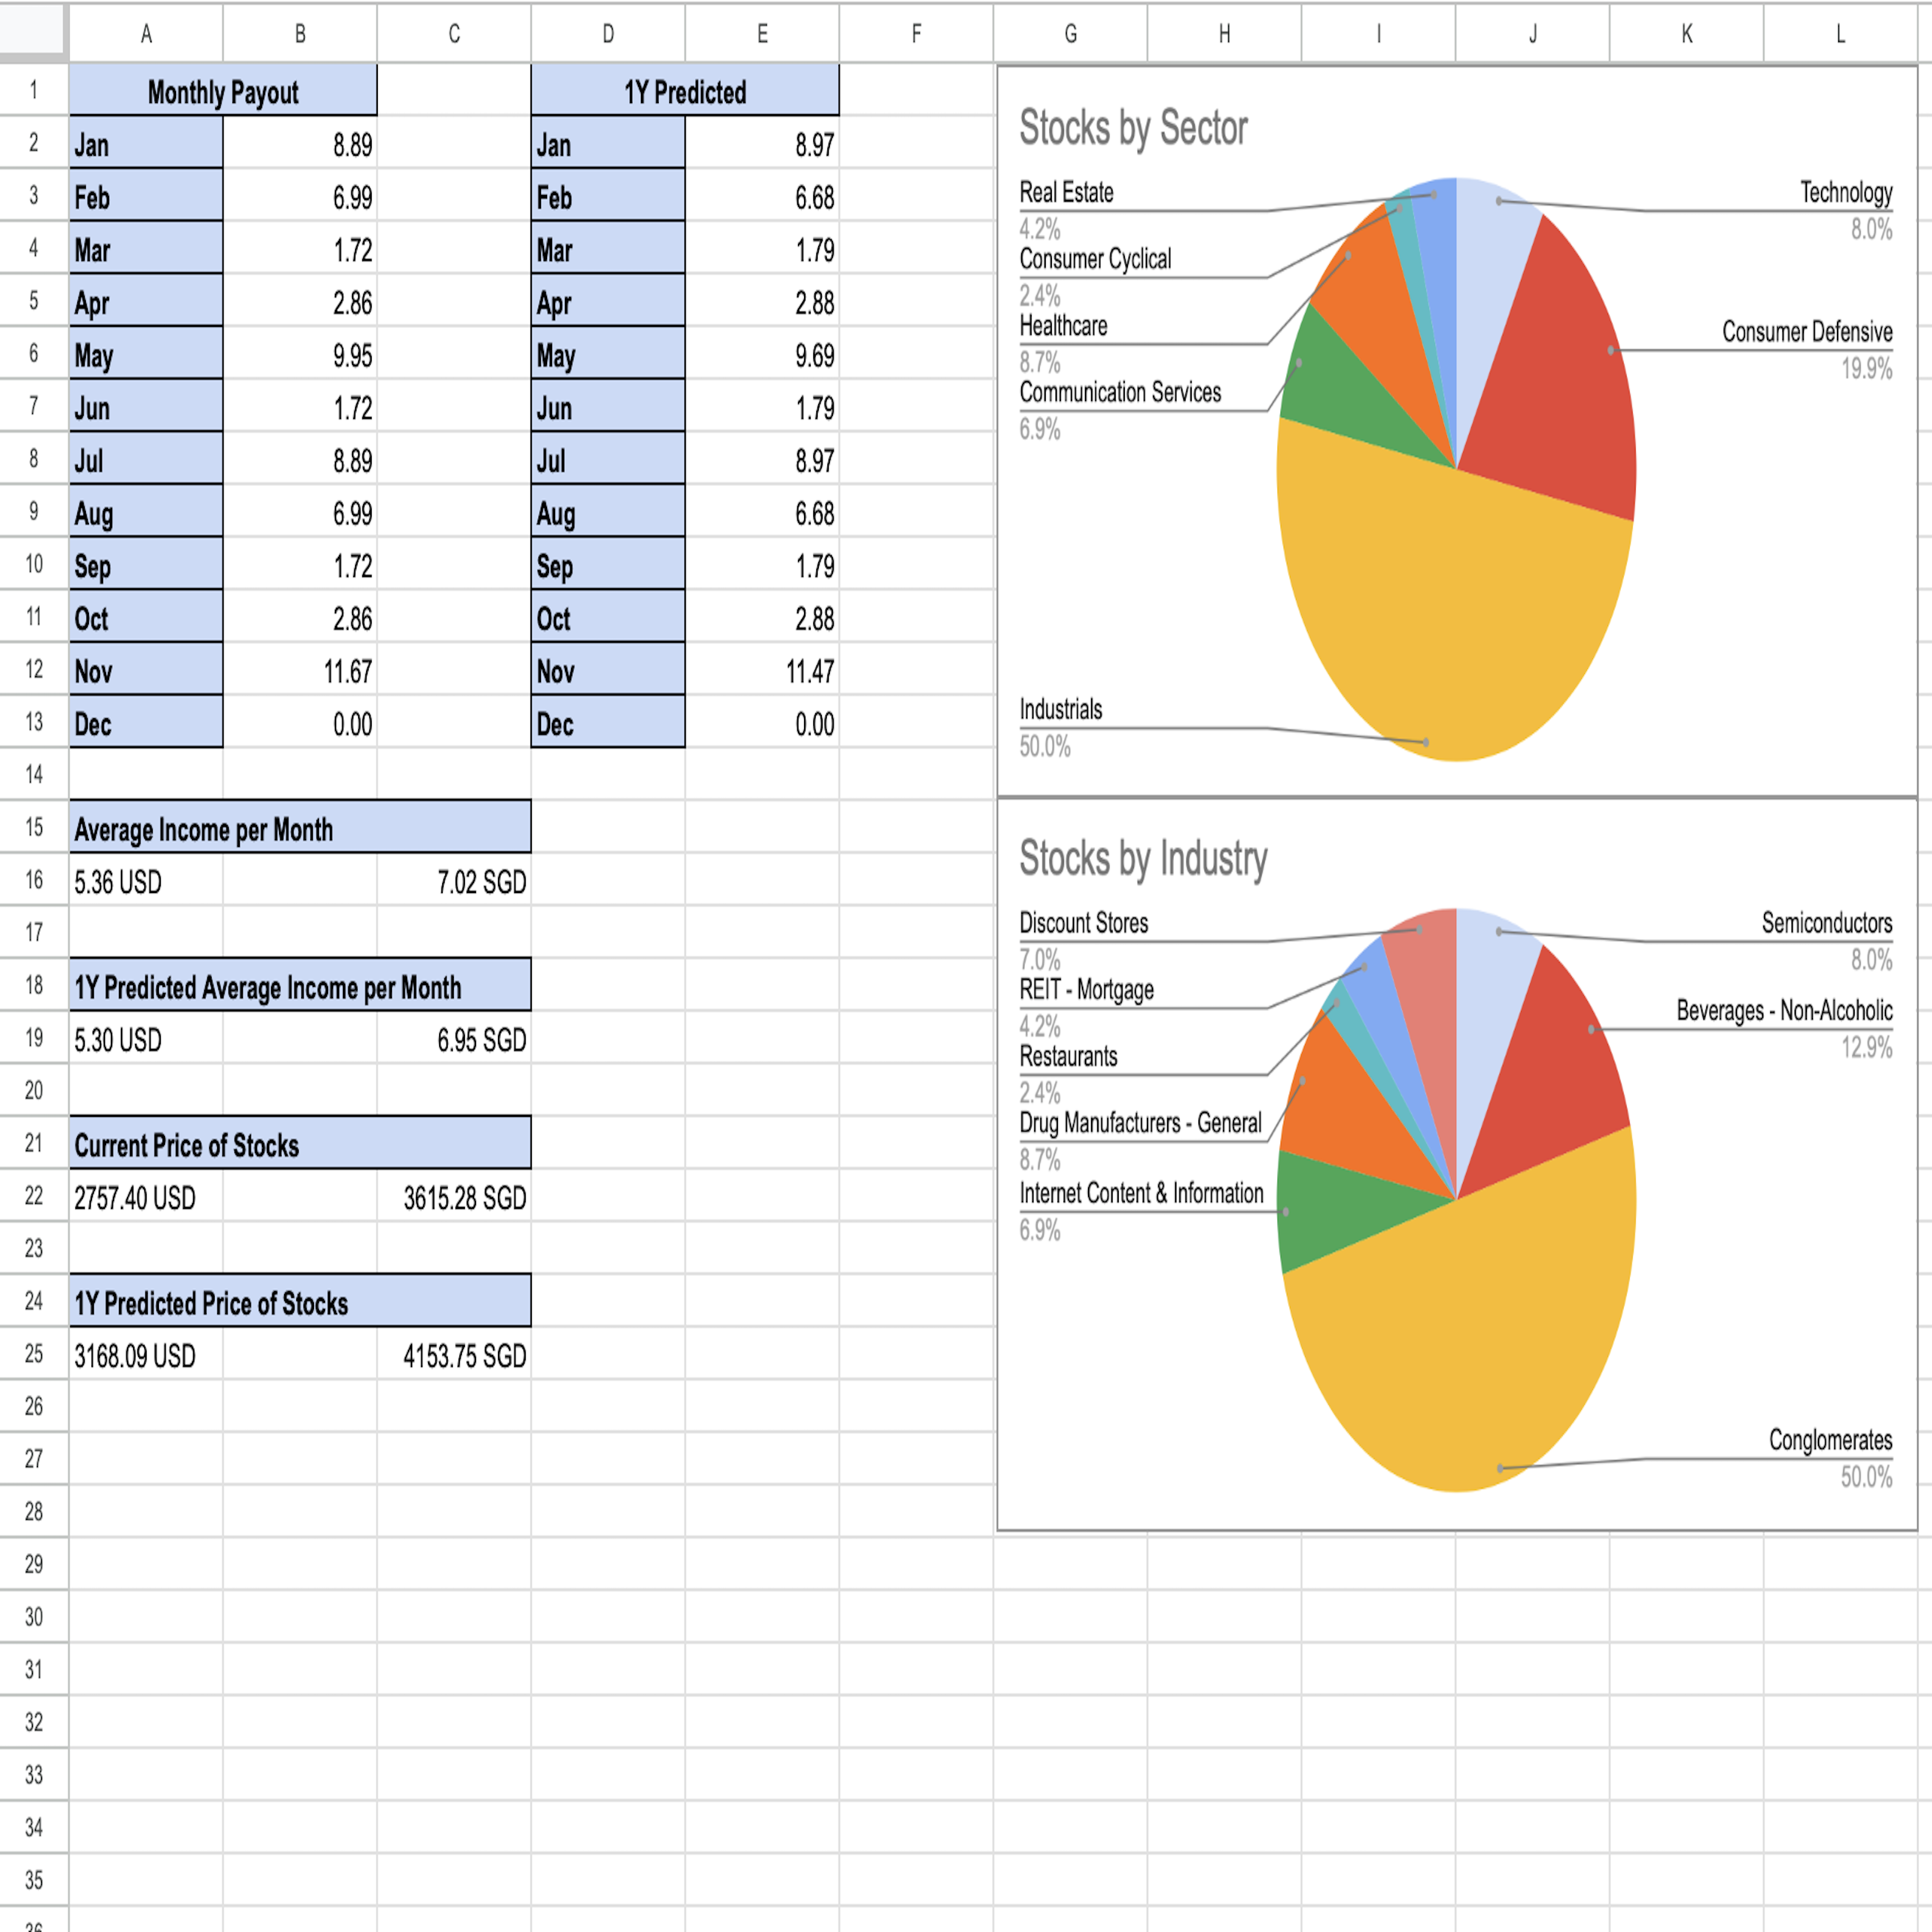 A B C D E F G H I J K L
1 Monthly Payout 1Y Predicted
2 Jan 8.89 Jan 8.97
3 Feb 6.99 Feb 6.68
4 Mar 1.72 Mar 1.79
5 Apr 2.86 Apr 2.88
6 May 9.95 May 9.69
7 Jun 1.72 Jun 1.79
8 Jul 8.89 Jul 8.97
9 Aug 6.99 Aug 6.68
10 Sep 1.72 Sep 1.79
11 Oct 2.86 Oct 2.88
12 Nov 11.67 Nov 11.47
13 Dec 0.00 Dec 0.00
14
15 Average Income per Month
16 5.36 USD 7.02 SGD
17
18 1Y Predicted Average Income per Month
19 5.30 USD 6.95 SGD
20
21 Current Price of Stocks
22 2757.40 USD 3615.28 SGD
23
24 1Y Predicted Price of Stocks
25 3168.09 USD 4153.75 SGD
26
27
28
29
30
31
32
33
34
35
36
Stocks by Sector
Real Estate
4.2%
Consumer Cyclical
2.4%
Healthcare
8.7%
Communication Services
6.9%
Industrials
50.0%
Technology
8.0%
Consumer Defensive
19.9%
Stocks by Industry
Discount Stores
7.0%
REIT - Mortgage
4.2%
Restaurants
2.4%
Drug Manufacturers - General
8.7%
Internet Content & Information
6.9%
Semiconductors
8.0%
Beverages - Non-Alcoholic
12.9%
Conglomerates
50.0%